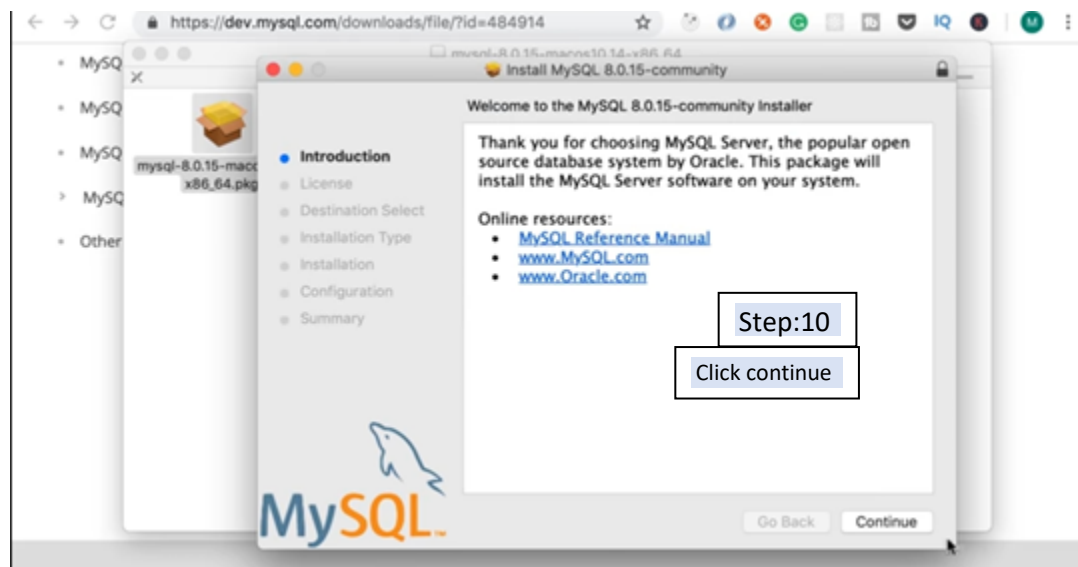 https://dev.mysql.com/downloads/file/?id=484914
IQ
M
MySQ
MySQ
MySQ
MySQ
Other
mysql-8.0.15-macos10.14-x86_64
mysql-8.0.15-macc
x86_64.pkg
Install MySQL 8.0.15-community
Welcome to the MySQL 8.0.15-community Installer
Introduction
License
Destination Select
Installation Type
Installation
Configuration
Summary
Thank you for choosing MySQL Server, the popular open
source database system by Oracle. This package will
install the MySQL Server software on your system.
Online resources:
• MySQL Reference Manual
• www.MySQL.com
• www.Oracle.com
Step:10
Click continue
MySQL™
Go Back
Continue